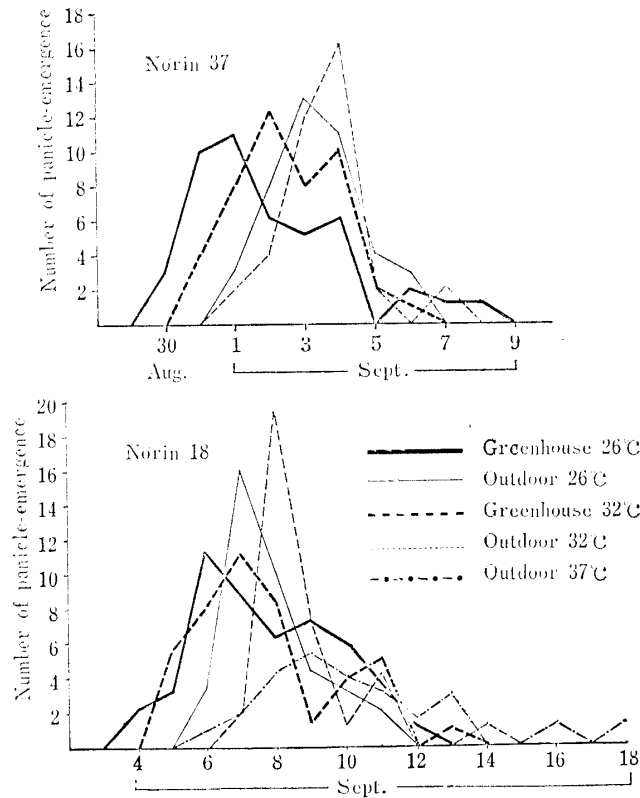 Number of panicle-emergence
18
16
14
12
10
8
6
4
2
Norin 37
30 1 3 5 7 9
Aug. Sept.
Number of panicle-emergence
20
18
16
14
12
10
8
6
4
2
Norin 18
Greenhouse 26℃
Outdoor 26℃
Greenhouse 32℃
Outdoor 32℃
Outdoor 37℃
4 6 8 10 12 14 16 18
Sept.